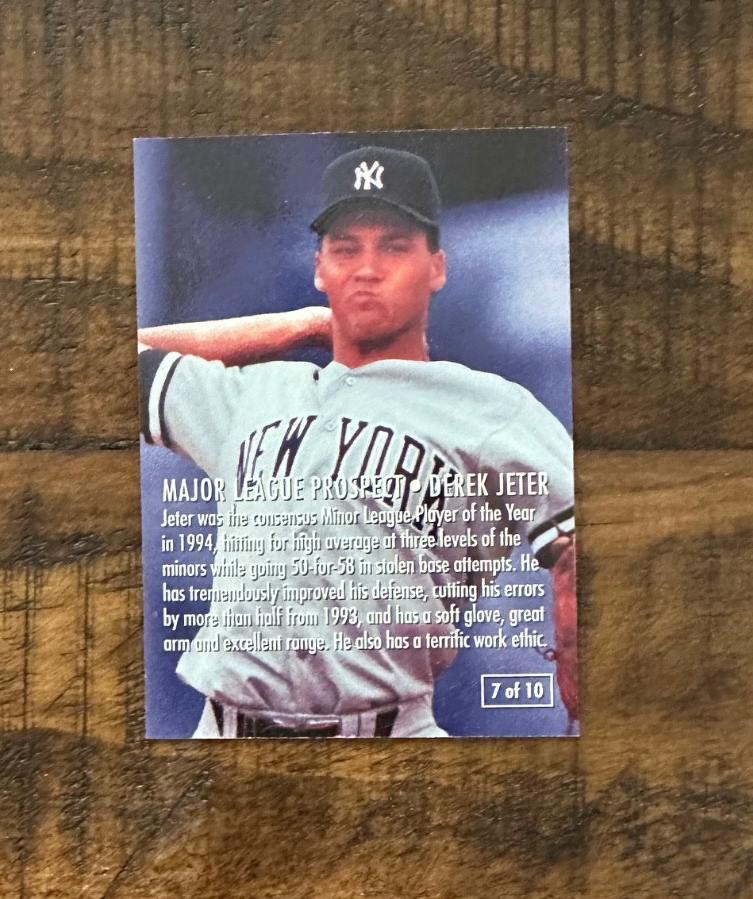 NY
NEW YORK
MAJOR LEAGUE PROSPECT • DEREK JETER
Jeter was the consensus Minor League Player of the Year
in 1994, hitting for high average at three levels of the
minors while going 50-for-58 in stolen base attempts. He
has tremendously improved his defense, cutting his errors
by more than half from 1993, and has a soft glove, great
arm and excellent range. He also has a terrific work ethic.
7 of 10